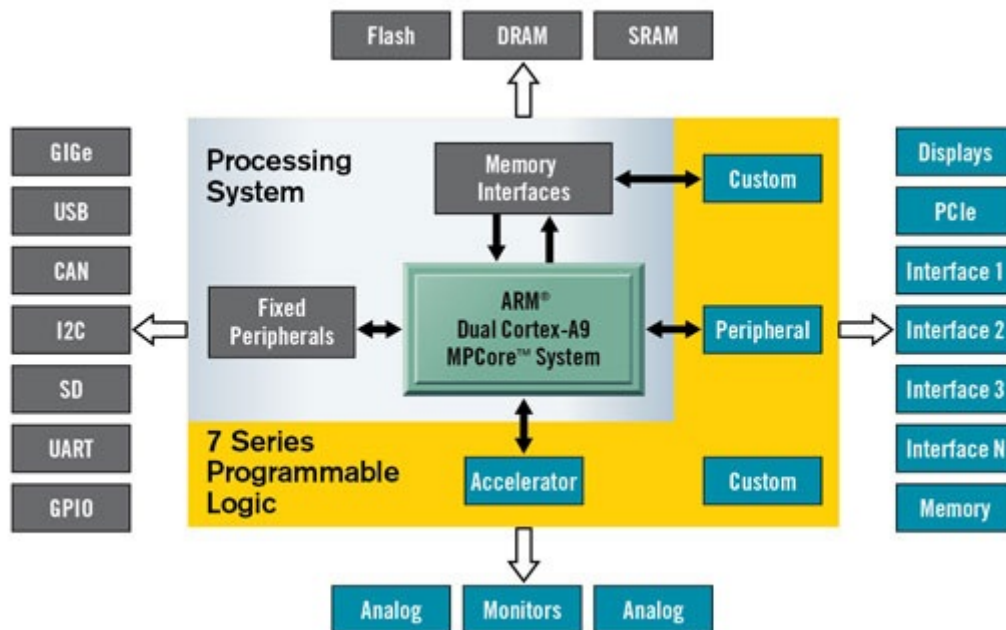 Flash
DRAM
SRAM
GIGe
USB
CAN
I2C
SD
UART
GPIO
Processing
System
Memory
Interfaces
Custom
Fixed
Peripherals
ARM®
Dual Cortex-A9
MPCore™ System
Peripheral
7 Series
Programmable
Logic
Accelerator
Custom
Displays
PCIe
Interface 1
Interface 2
Interface 3
Interface N
Memory
Analog
Monitors
Analog